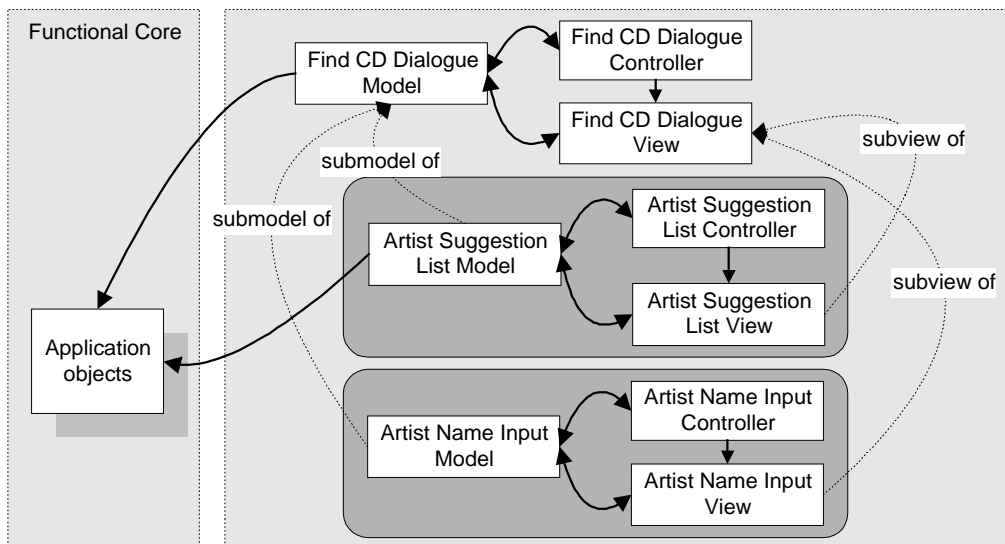 Functional Core
Find CD Dialogue
Model
Find CD Dialogue
Controller
Find CD Dialogue
View
submodel of
subview of
submodel of
Artist Suggestion
List Model
Artist Suggestion
List Controller
subview of
Artist Suggestion
List View
Application
objects
Artist Name Input
Model
Artist Name Input
Controller
Artist Name Input
View